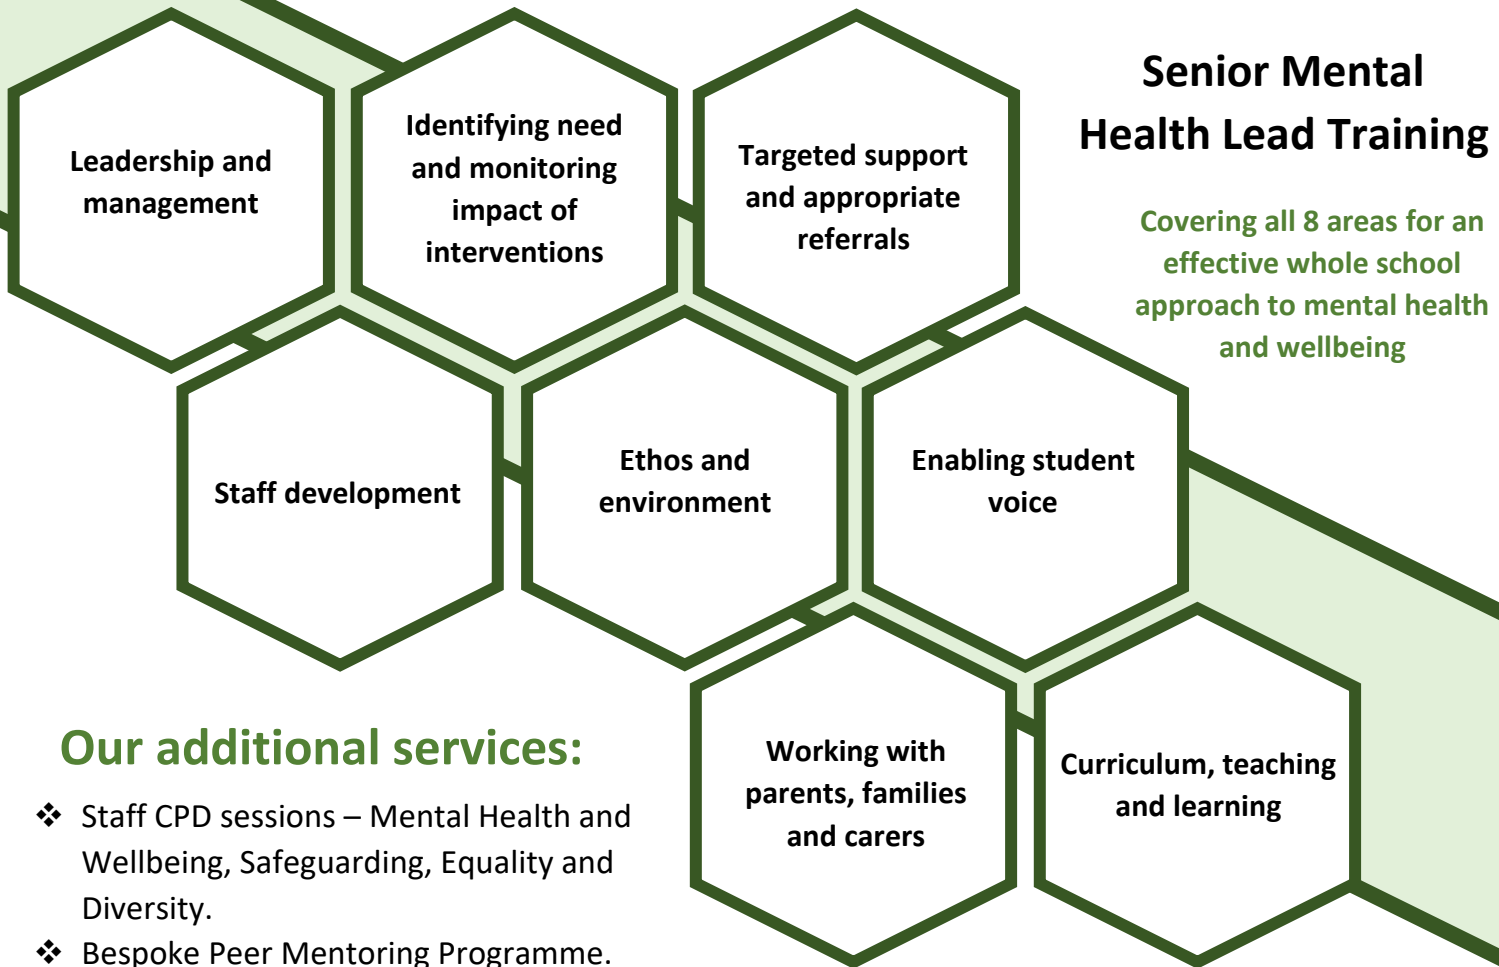 Senior Mental
Health Lead Training
Covering all 8 areas for an
effective whole school
approach to mental health
and wellbeing
Leadership and
management
Identifying need
and monitoring
impact of
interventions
Targeted support
and appropriate
referrals
Staff development
Ethos and
environment
Enabling student
voice
Working with
parents, families
and carers
Curriculum, teaching
and learning
Our additional services:
❖ Staff CPD sessions – Mental Health and
Wellbeing, Safeguarding, Equality and
Diversity.
❖ Bespoke Peer Mentoring Programme.